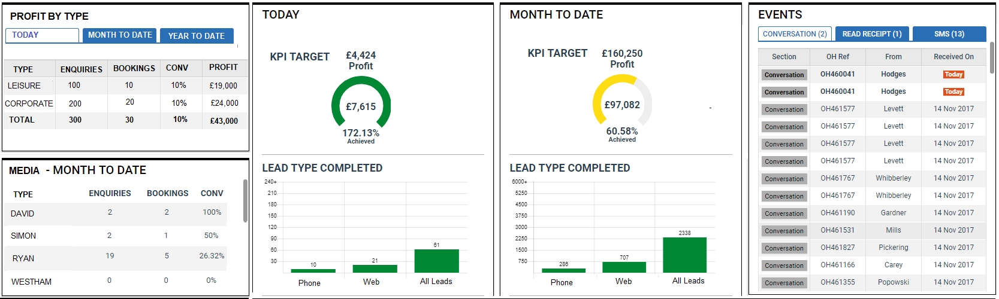 PROFIT BY TYPE
TODAY MONTH TO DATE YEAR TO DATE
TYPE ENQUIRIES BOOKINGS CONV PROFIT
LEISURE 100 10 10% £19,000
CORPORATE 200 20 10% £24,000
TOTAL 300 30 10% £43,000
MEDIA - MONTH TO DATE
TYPE ENQUIRIES BOOKINGS CONV
DAVID 2 2 100%
SIMON 2 1 50%
RYAN 19 5 26.32%
WESTHAM 0 0 0%
TODAY
KPI TARGET £4,424
Profit
£7,615
172.13%
Achieved
LEAD TYPE COMPLETED
240+
210
180
150
120
90
60
30
10 21 61
Phone Web All Leads
MONTH TO DATE
KPI TARGET £160,250
Profit
£97,082
60.58%
Achieved
LEAD TYPE COMPLETED
6000+
5250
4500
3750
3000
2250
1500
750
286 707 2338
Phone Web All Leads
EVENTS
CONVERSATION (2) READ RECEIPT (1) SMS (13)
Section OH Ref From Received On
Conversation OH460041 Hodges Today
Conversation OH460041 Hodges Today
Conversation OH461577 Levett 14 Nov 2017
Conversation OH461577 Levett 14 Nov 2017
Conversation OH461577 Levett 14 Nov 2017
Conversation OH461577 Levett 14 Nov 2017
Conversation OH461767 Whibberley 14 Nov 2017
Conversation OH461767 Whibberley 14 Nov 2017
Conversation OH461190 Gardner 14 Nov 2017
Conversation OH461531 Mills 14 Nov 2017
Conversation OH461827 Pickering 14 Nov 2017
Conversation OH461166 Carey 14 Nov 2017
Conversation OH461355 Popowski 14 Nov 2017